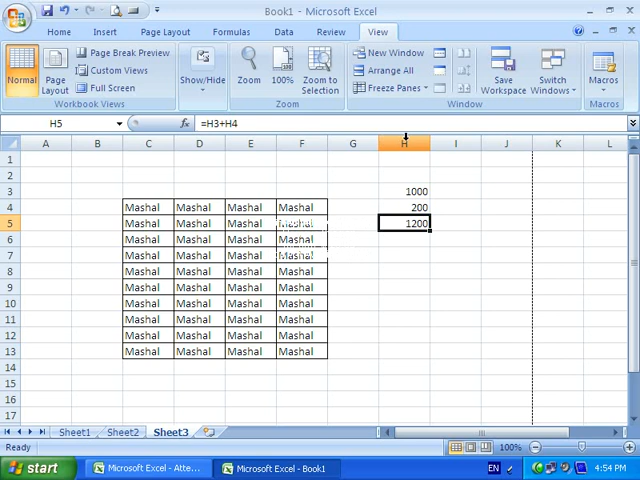 Book1 - Microsoft Excel
Home Insert Page Layout Formulas Data Review View
Normal
Page Layout
Page Break Preview
Custom Views
Full Screen
Workbook Views
Show/Hide
Zoom
100%
Zoom to Selection
Zoom
New Window
Arrange All
Freeze Panes
Window
Save Workspace
Switch Windows
Macros
Macros
H5 fx =H3+H4
A B C D E F G H I J K L
1
2
3 1000
4 Mashal Mashal Mashal Mashal 200
5 Mashal Mashal Mashal Mashal 1200
6 Mashal Mashal Mashal Mashal
7 Mashal Mashal Mashal Mashal
8 Mashal Mashal Mashal Mashal
9 Mashal Mashal Mashal Mashal
10 Mashal Mashal Mashal Mashal
11 Mashal Mashal Mashal Mashal
12 Mashal Mashal Mashal Mashal
13 Mashal Mashal Mashal Mashal
14
15
16
17
Sheet1 Sheet2 Sheet3
Ready 100%
start Microsoft Excel - Atte... Microsoft Excel - Book1 EN 4:54 PM